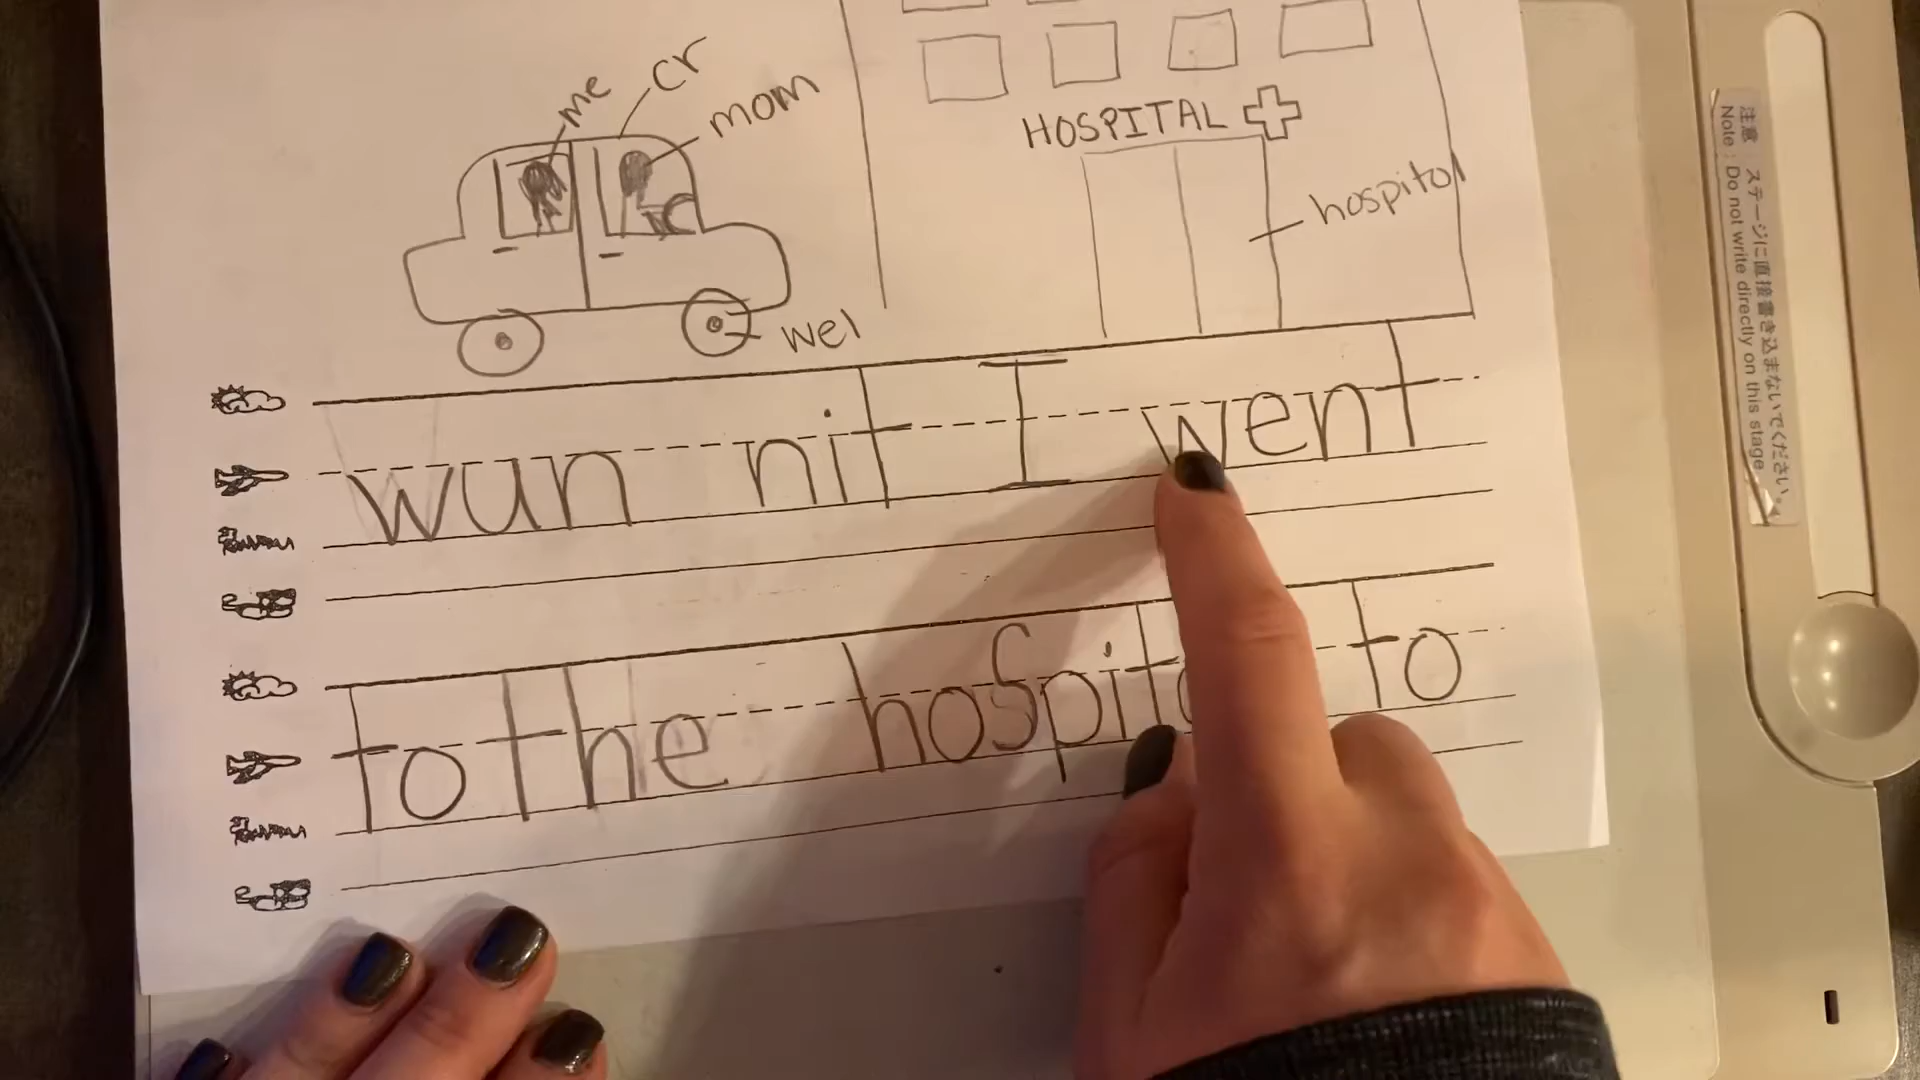 me
cr
mom
HOSPITAL
hospitol
wel
wun nit I went
to the hospito to
注意 ステージに直接書き込まないでください。
Note : Do not write directly on this stage.